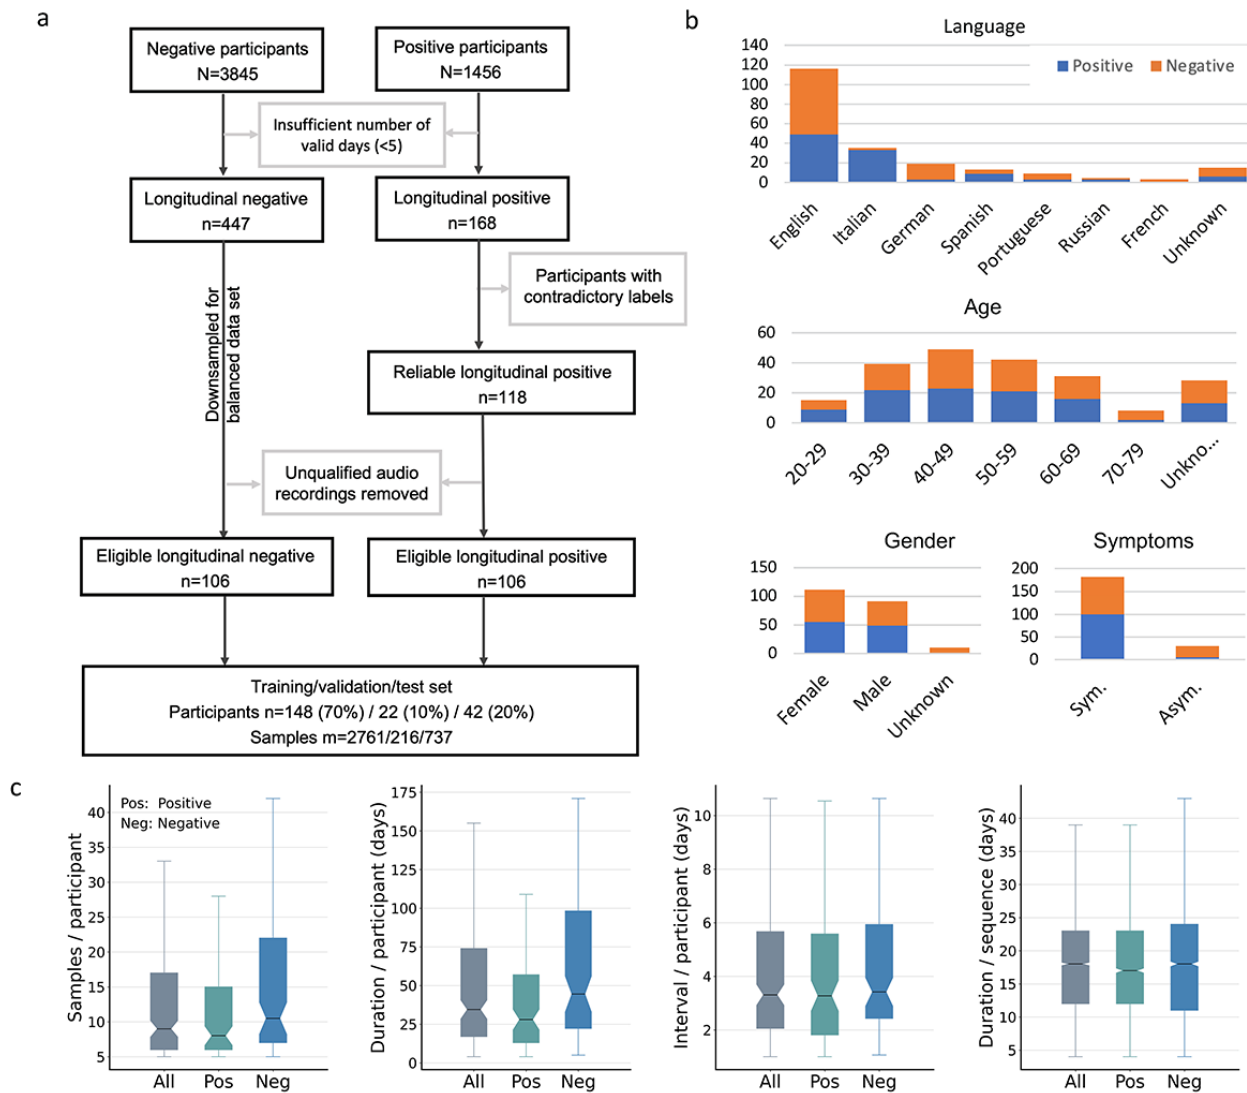 a
Negative participants
N=3845
Positive participants
N=1456
Insufficient number of
valid days (<5)
Longitudinal negative
n=447
Longitudinal positive
n=168
Participants with
contradictory labels
Downsampled for
balanced data set
Reliable longitudinal positive
n=118
Unqualified audio
recordings removed
Eligible longitudinal negative
n=106
Eligible longitudinal positive
n=106
Training/validation/test set
Participants n=148 (70%) / 22 (10%) / 42 (20%)
Samples m=2761/216/737
b
Language
Positive Negative
140
120
100
80
60
40
20
0
English Italian German Spanish Portuguese Russian French Unknown
Age
60
40
20
0
20-29 30-39 40-49 50-59 60-69 70-79 Unkno...
Gender
150
100
50
0
Female Male Unknown
Symptoms
200
150
100
50
0
Sym. Asym.
c
Samples / participant
Pos: Positive
Neg: Negative
40
35
30
25
20
15
10
5
All Pos Neg
Duration / participant (days)
175
150
125
100
75
50
25
0
All Pos Neg
Interval / participant (days)
10
8
6
4
2
All Pos Neg
Duration / sequence (days)
40
35
30
25
20
15
10
5
All Pos Neg